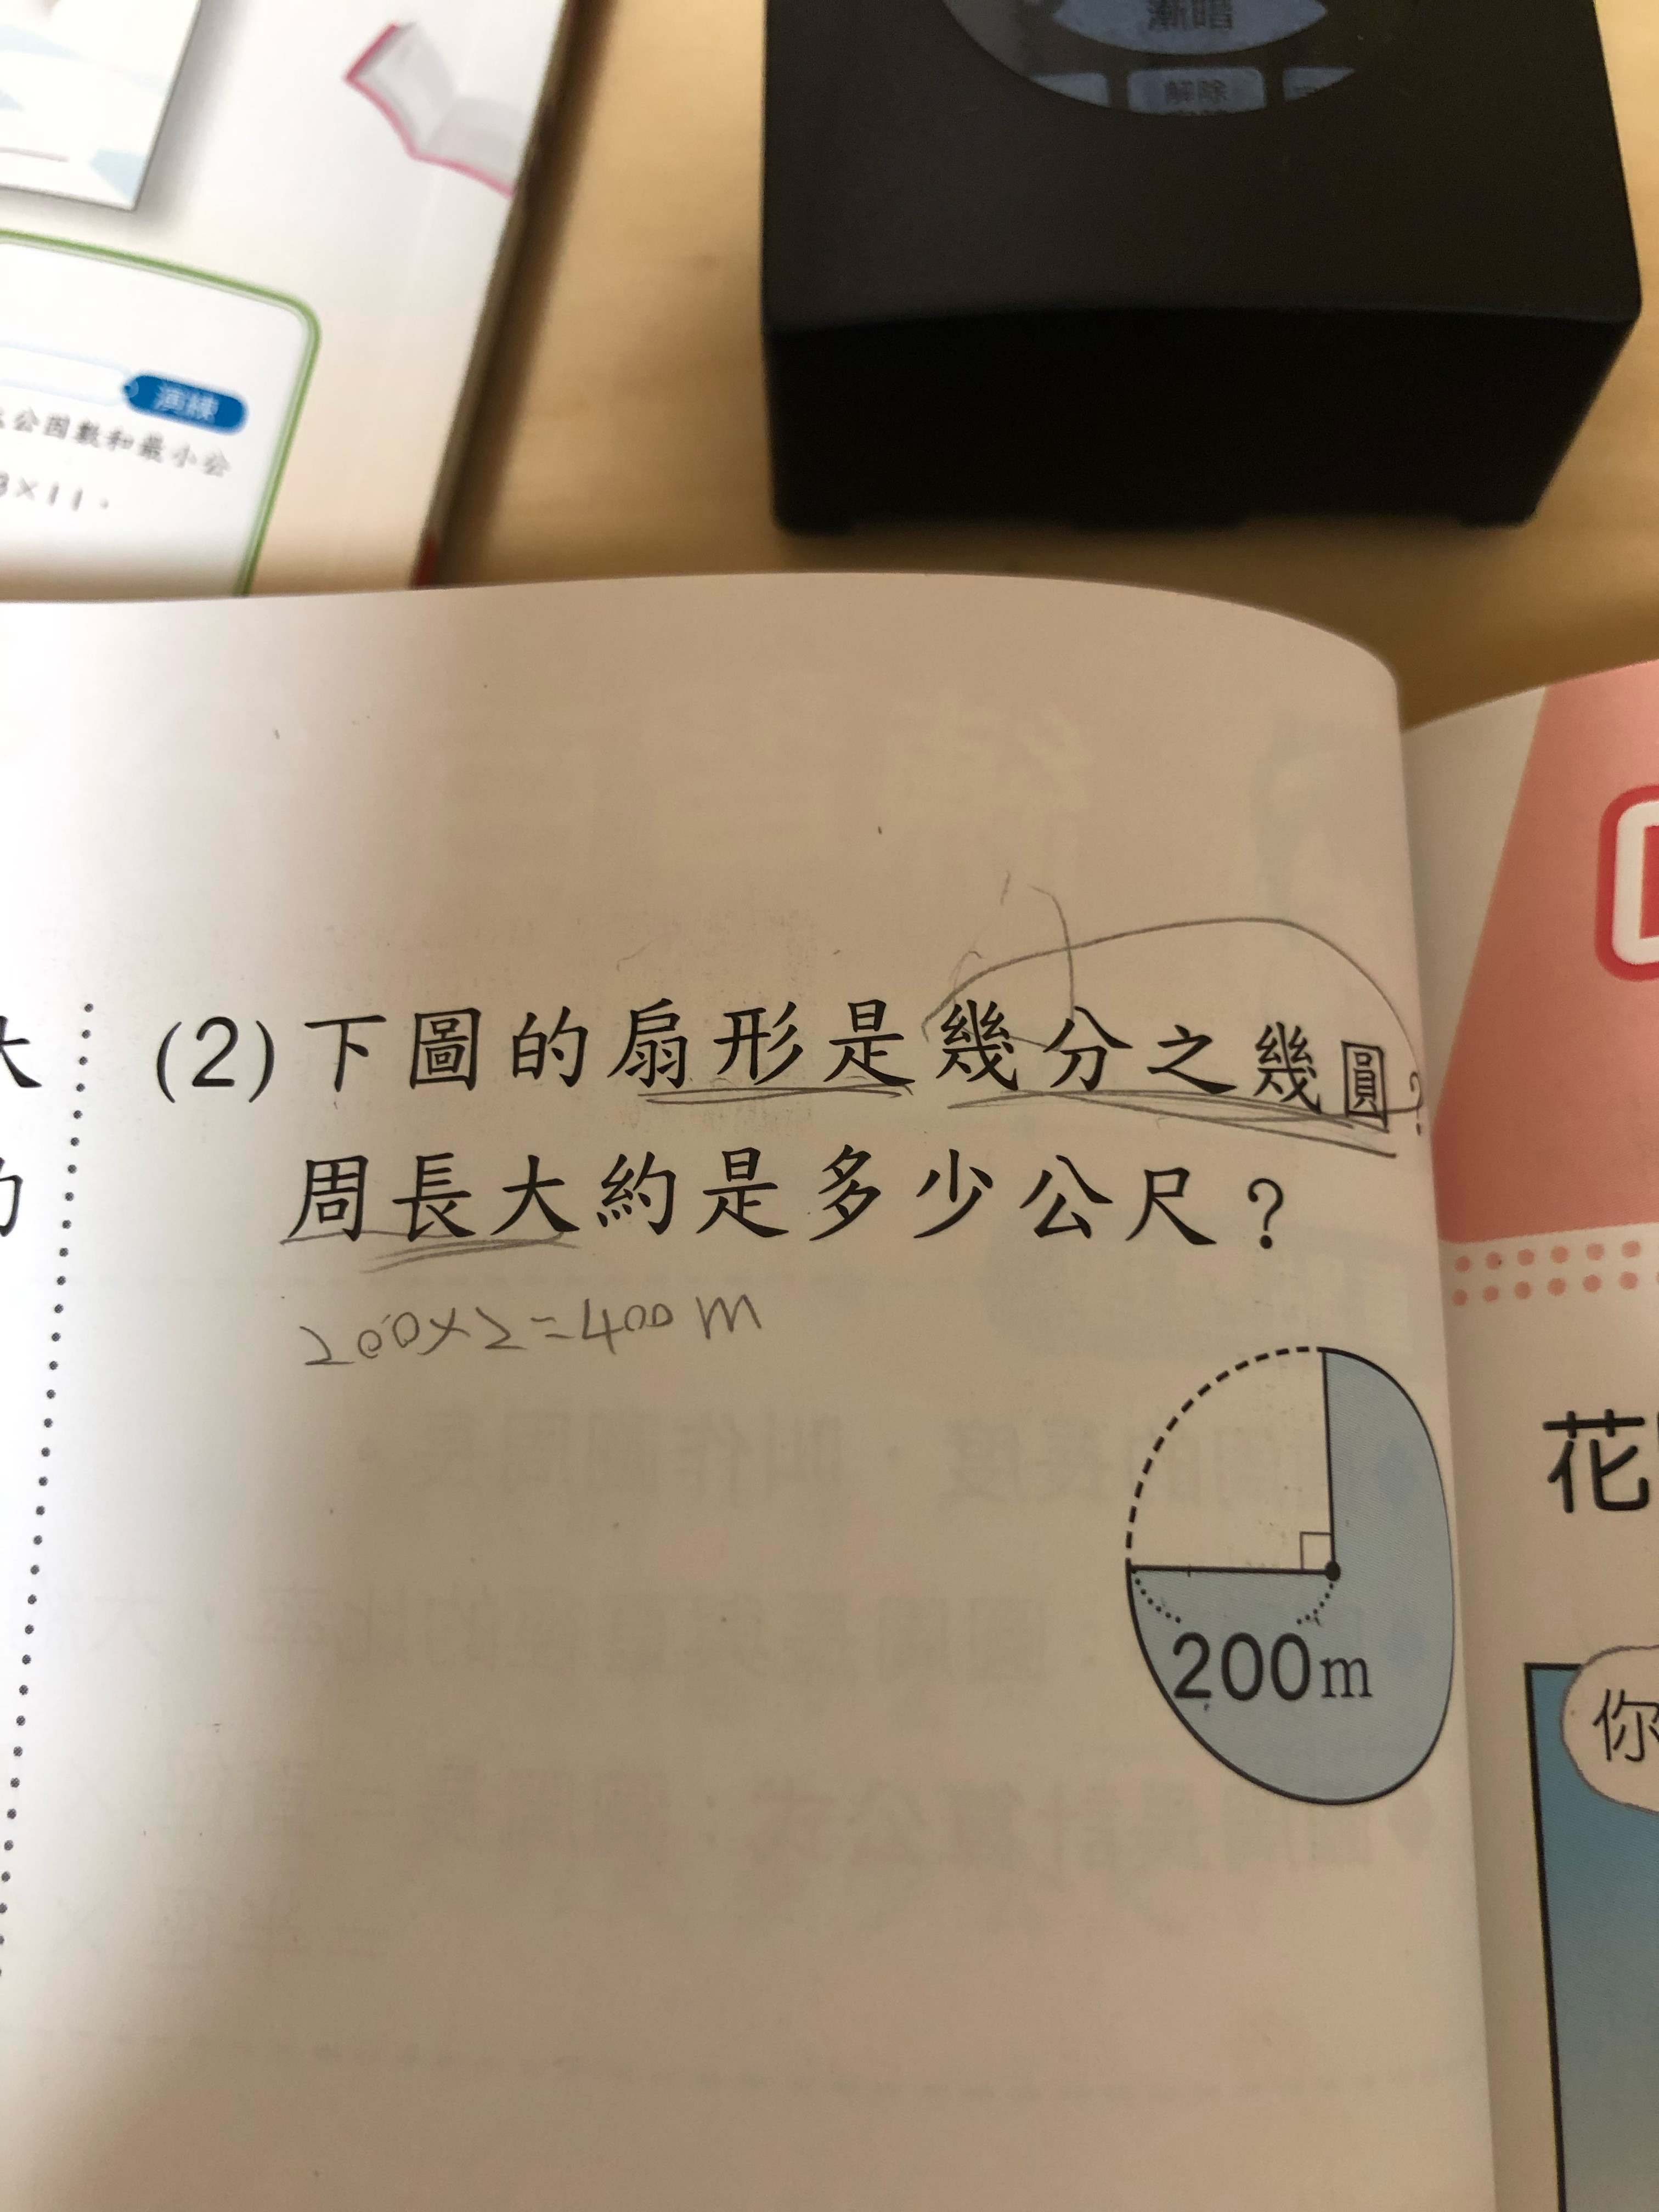 漸暗
解除
演練
公因數和最小公
3×11。
(2)下圖的扇形是幾分之幾圓？
周長大約是多少公尺？
200×2=400m
200m
花
你